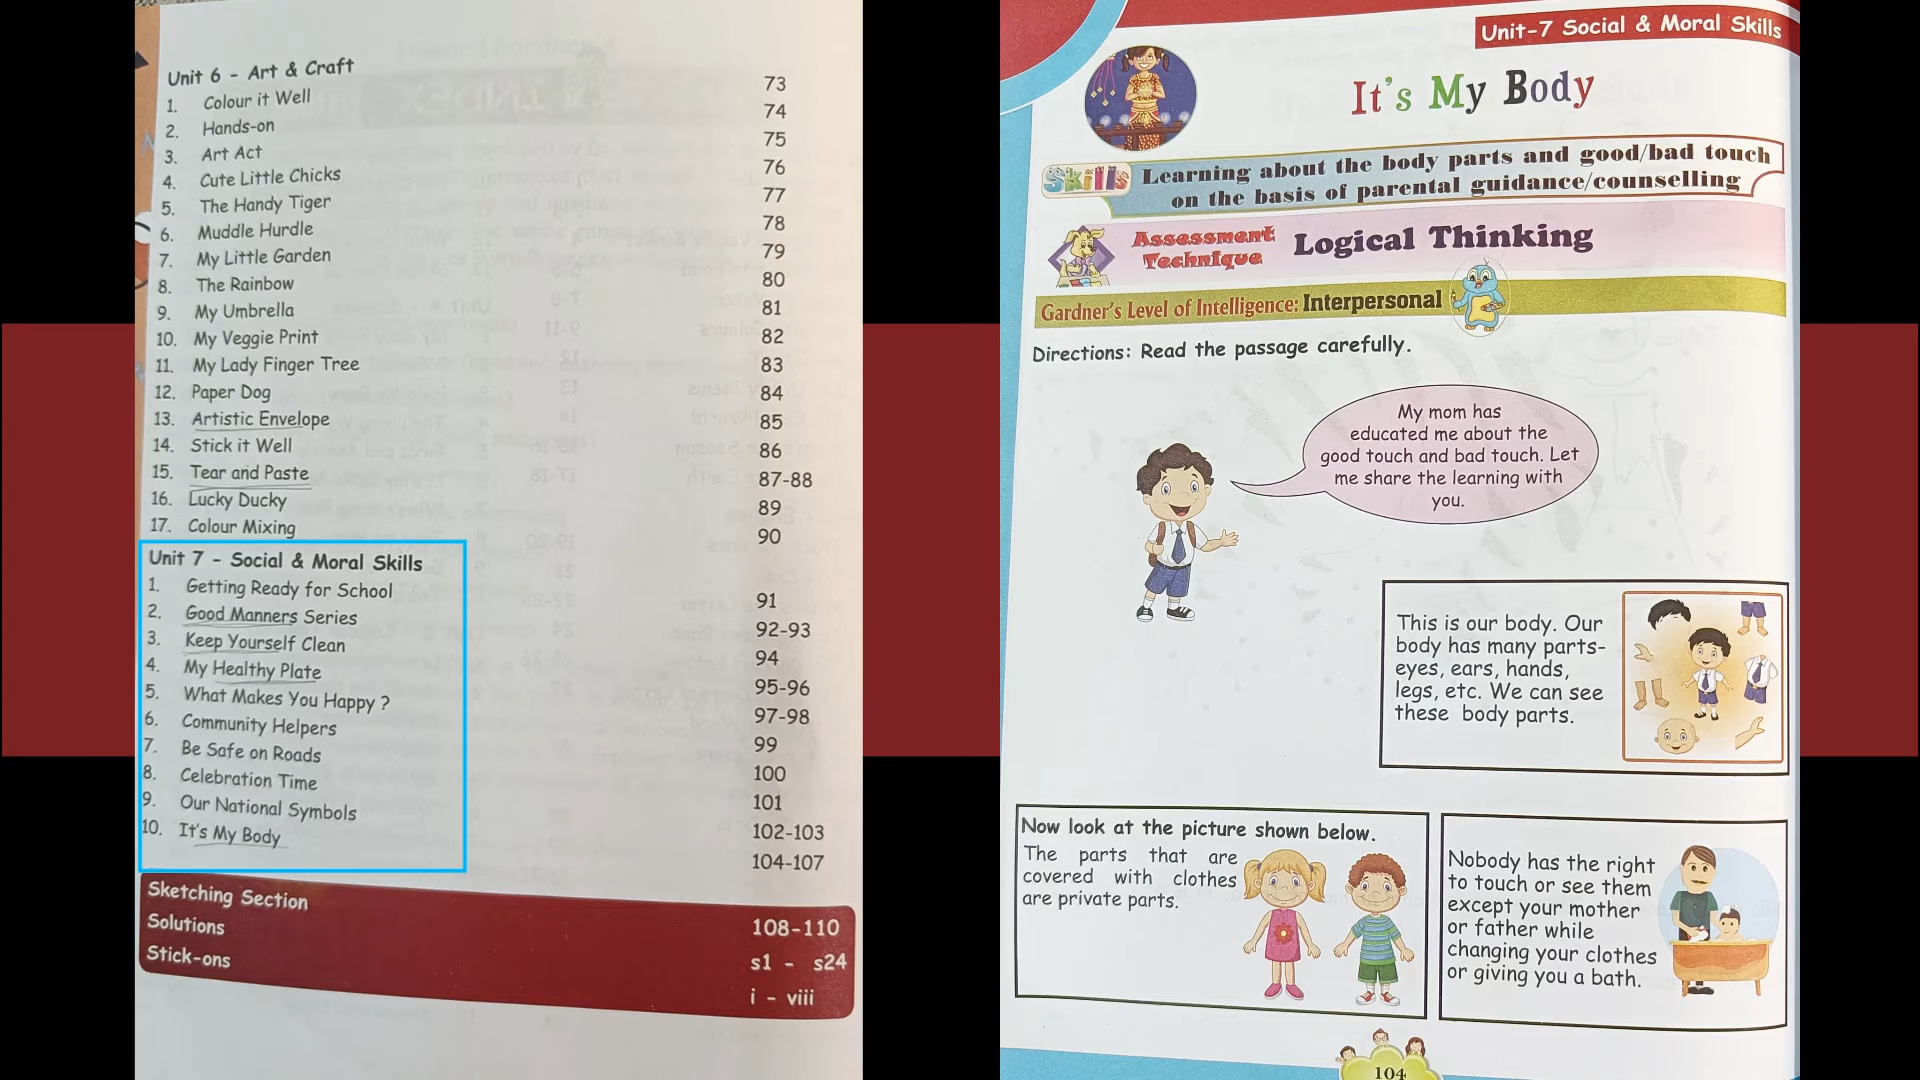 Unit 6 - Art & Craft
1. Colour it Well 73
2. Hands-on 74
3. Art Act 75
4. Cute Little Chicks 76
5. The Handy Tiger 77
6. Muddle Hurdle 78
7. My Little Garden 79
8. The Rainbow 80
9. My Umbrella 81
10. My Veggie Print 82
11. My Lady Finger Tree 83
12. Paper Dog 84
13. Artistic Envelope 85
14. Stick it Well 86
15. Tear and Paste 87-88
16. Lucky Ducky 89
17. Colour Mixing 90
Unit 7 - Social & Moral Skills
1. Getting Ready for School 91
2. Good Manners Series 92-93
3. Keep Yourself Clean 94
4. My Healthy Plate 95-96
5. What Makes You Happy ? 97-98
6. Community Helpers 99
7. Be Safe on Roads 100
8. Celebration Time 101
9. Our National Symbols 102-103
10. It's My Body 104-107
Sketching Section 108-110
Solutions s1 - s24
Stick-ons i - viii
Unit-7 Social & Moral Skills
It's My Body
Skills Learning about the body parts and good/bad touch
on the basis of parental guidance/counselling
Assessment
Technique
Logical Thinking
Gardner's Level of Intelligence: Interpersonal
Directions: Read the passage carefully.
My mom has
educated me about the
good touch and bad touch. Let
me share the learning with
you.
This is our body. Our
body has many parts-
eyes, ears, hands,
legs, etc. We can see
these body parts.
Now look at the picture shown below.
The parts that are
covered with clothes
are private parts.
Nobody has the right
to touch or see them
except your mother
or father while
changing your clothes
or giving you a bath.
104